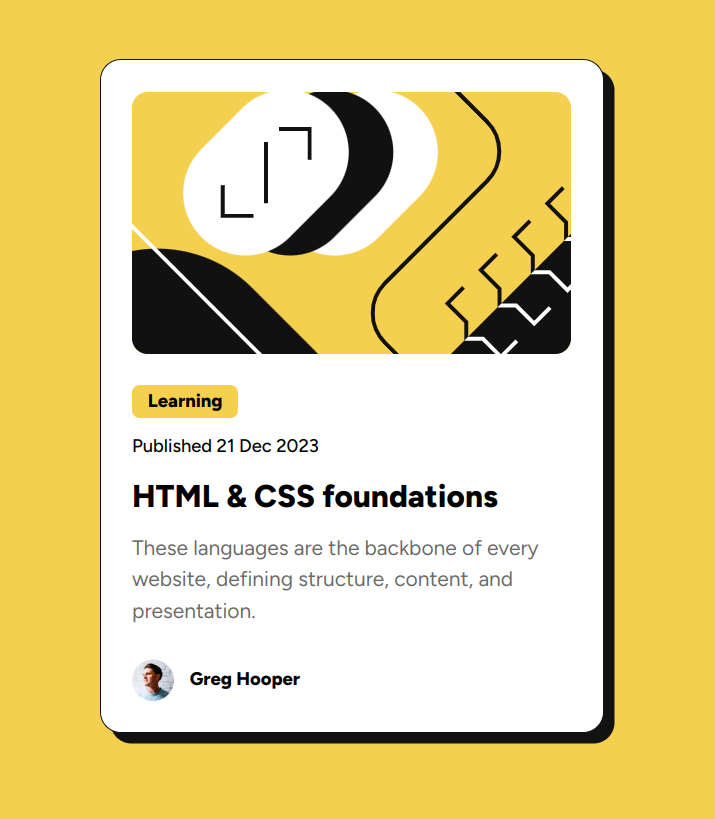 Learning
Published 21 Dec 2023
HTML & CSS foundations
These languages are the backbone of every
website, defining structure, content, and
presentation.
Greg Hooper